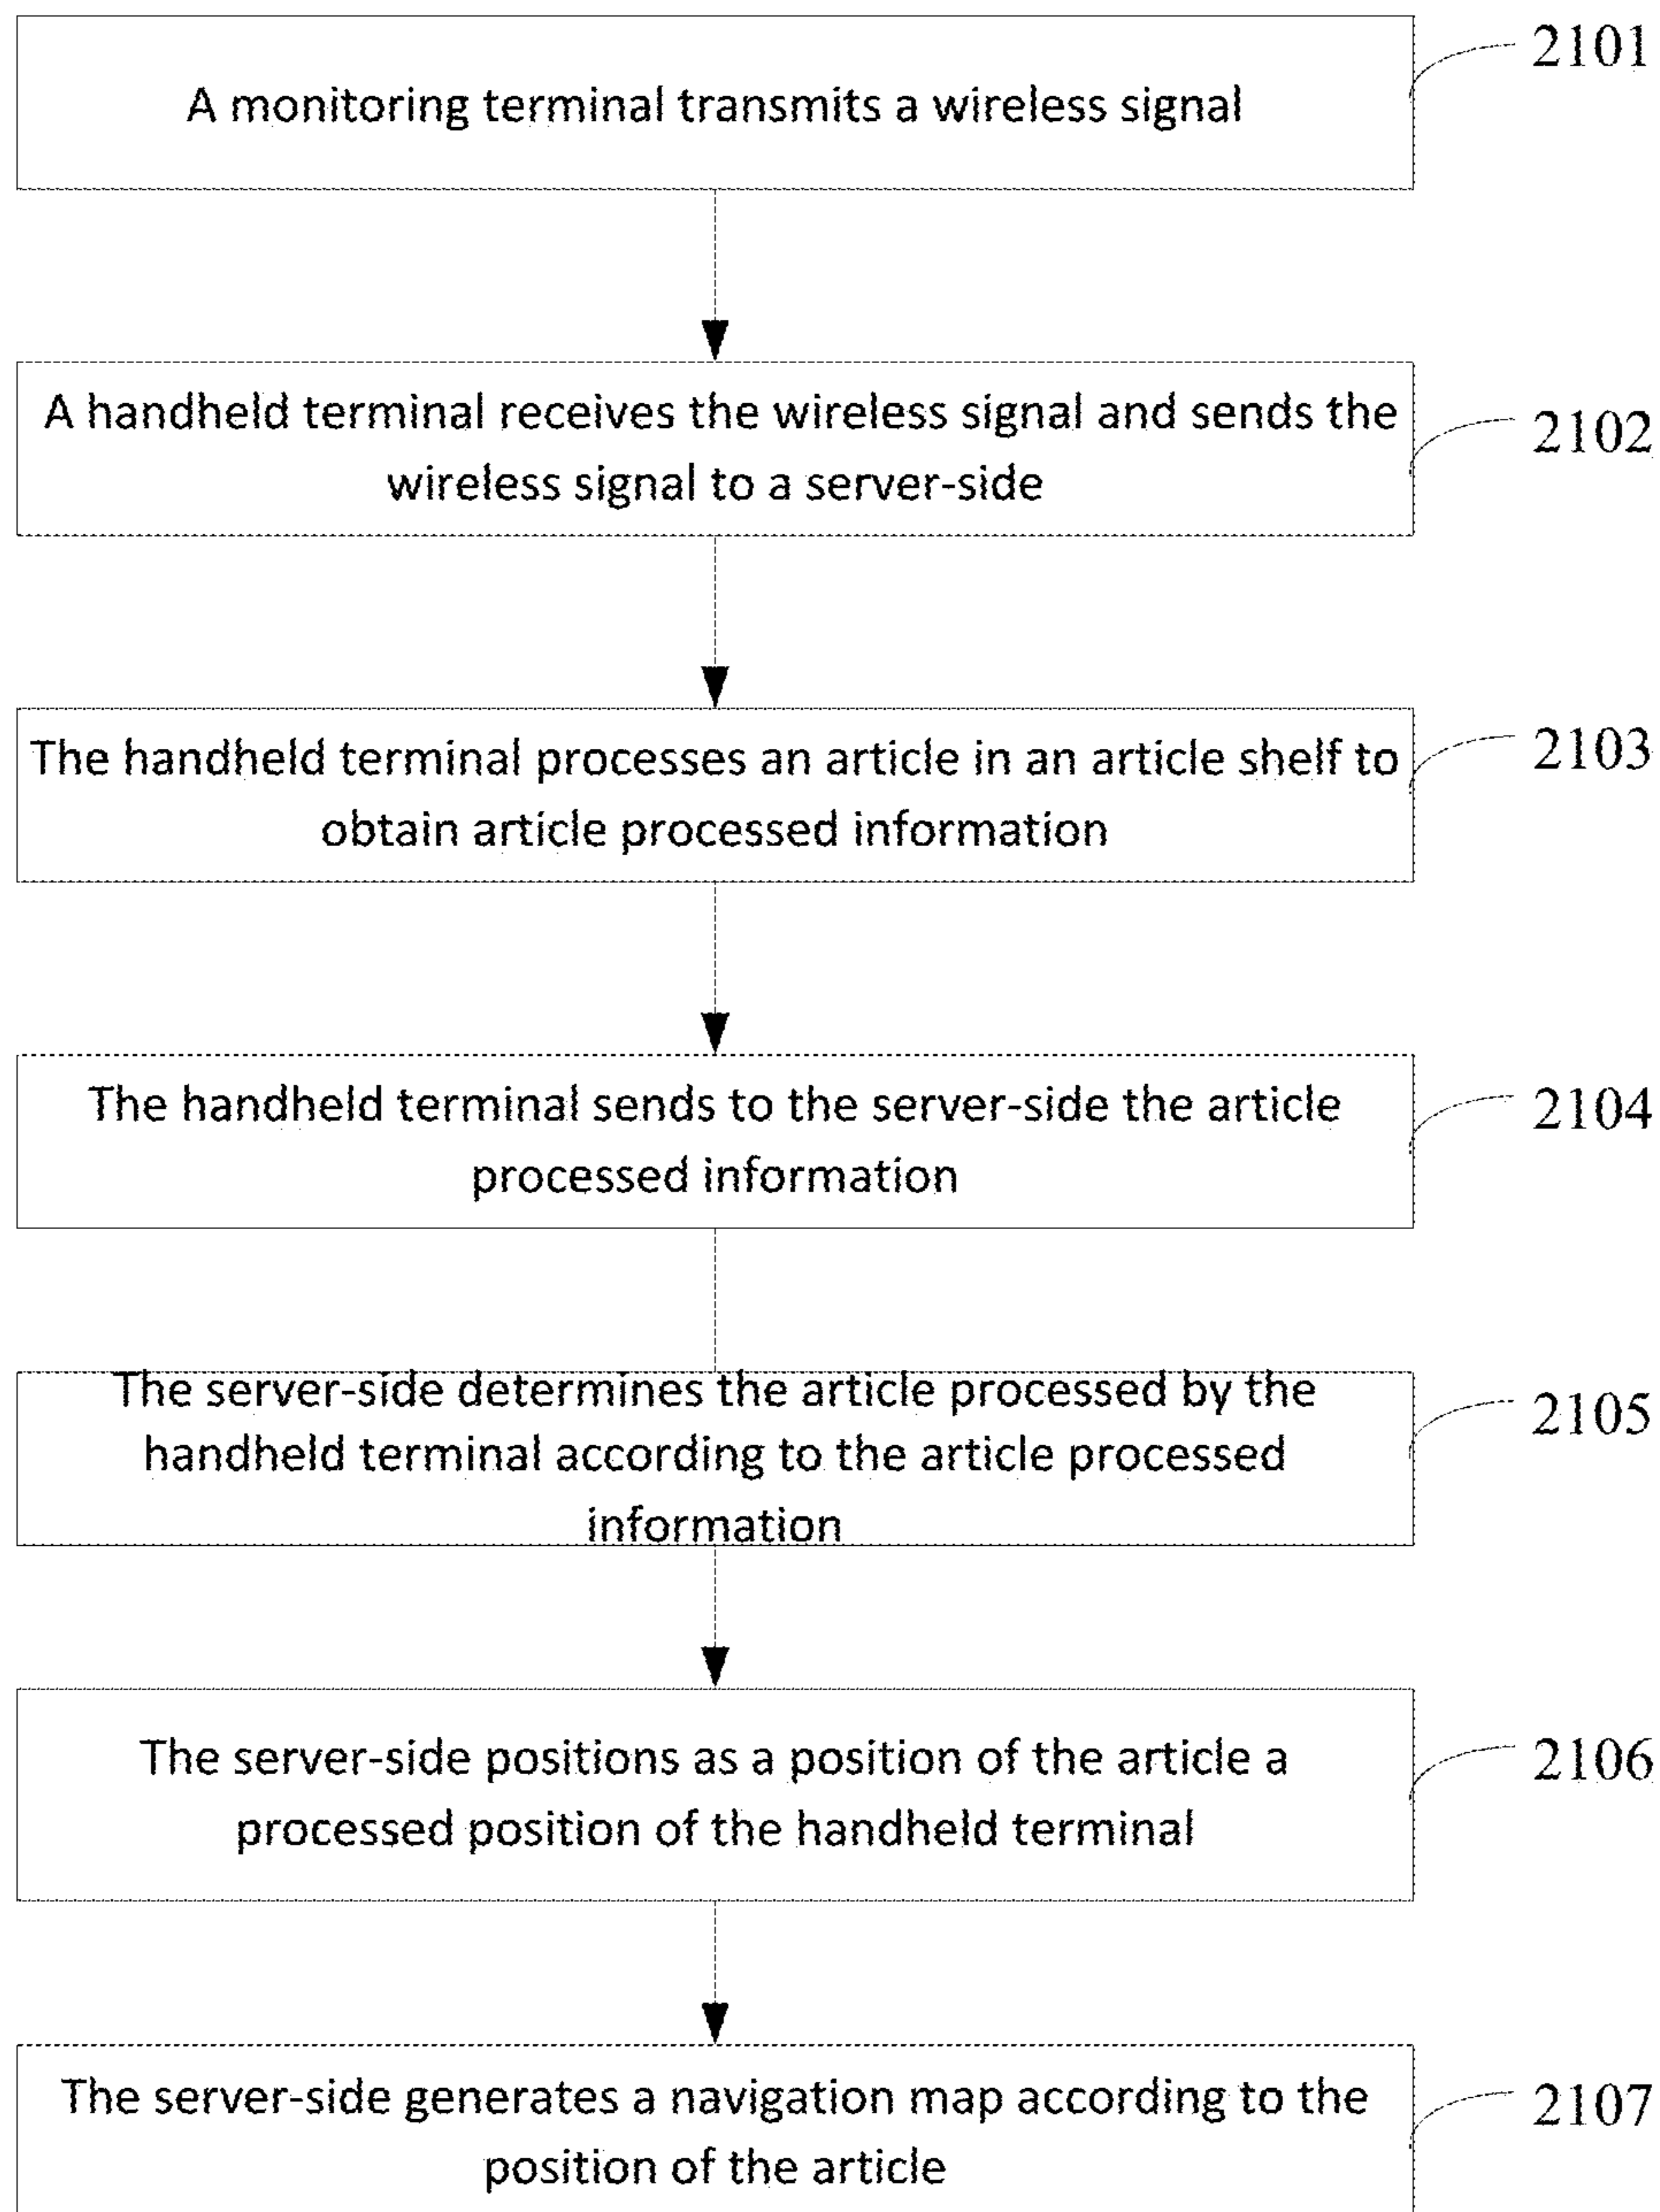 A monitoring terminal transmits a wireless signal
2101
A handheld terminal receives the wireless signal and sends the
wireless signal to a server-side
2102
The handheld terminal processes an article in an article shelf to
obtain article processed information
2103
The handheld terminal sends to the server-side the article
processed information
2104
The server-side determines the article processed by the
handheld terminal according to the article processed
information
2105
The server-side positions as a position of the article a
processed position of the handheld terminal
2106
The server-side generates a navigation map according to the
position of the article
2107